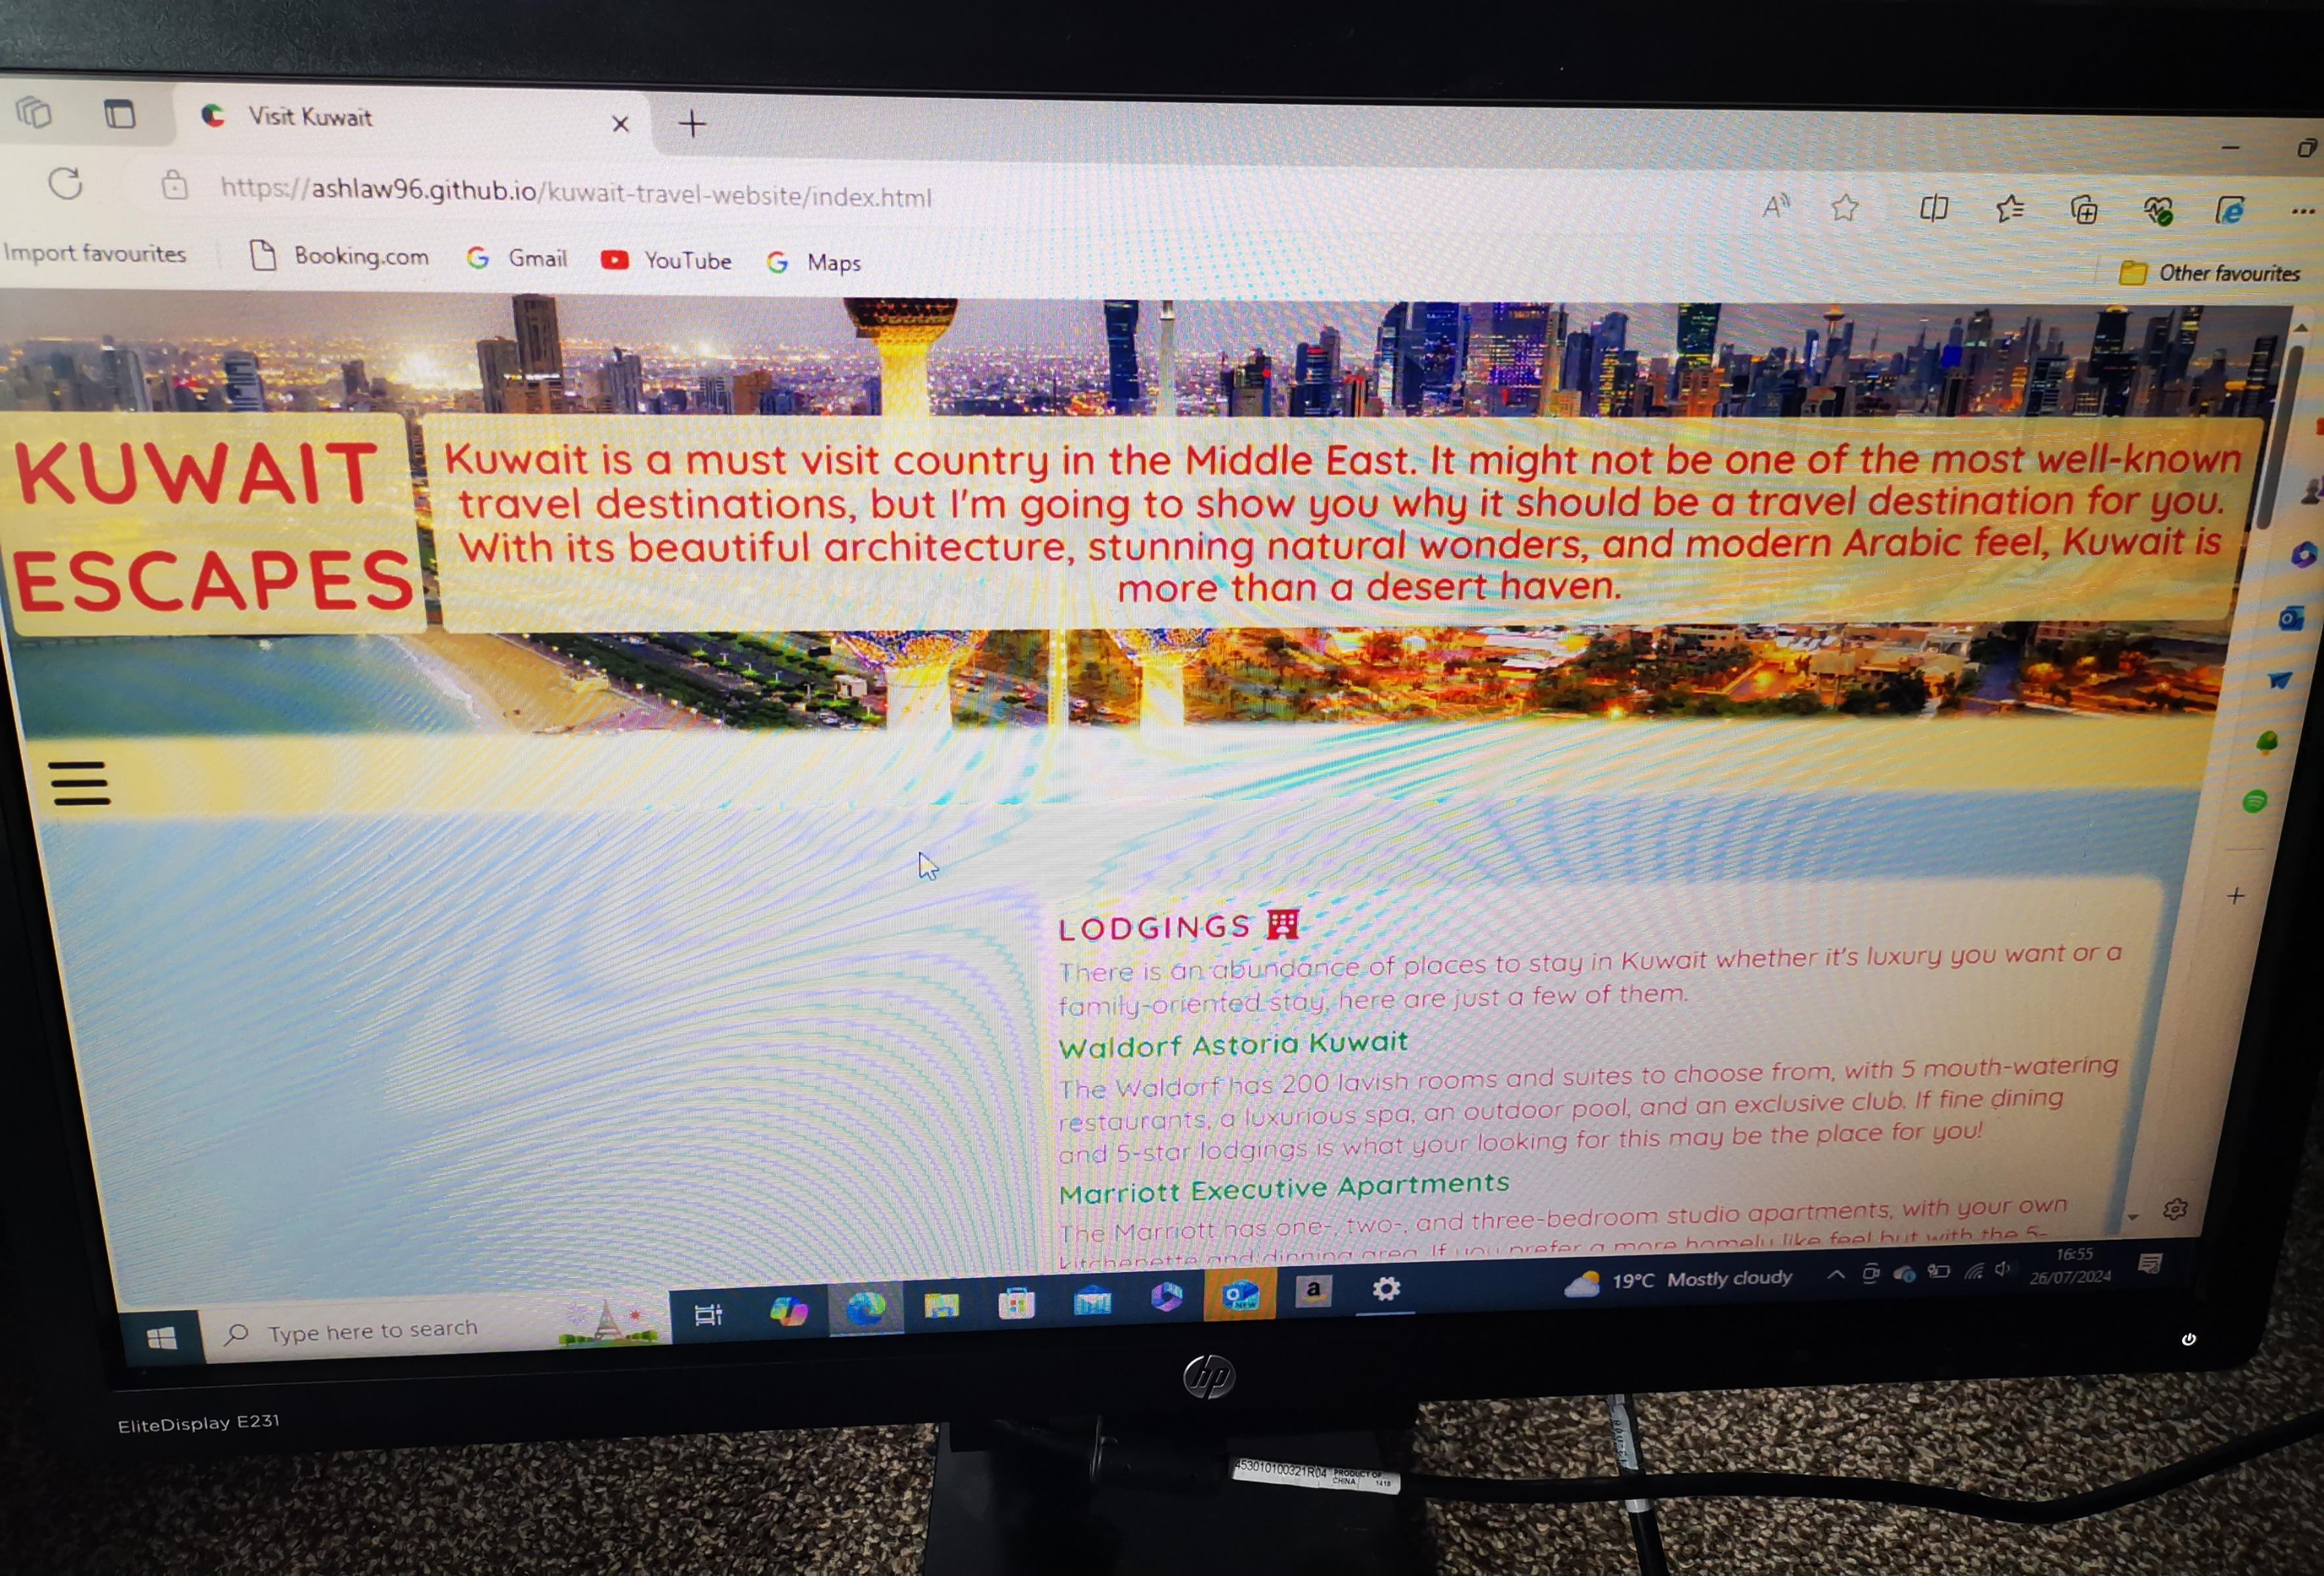 Visit Kuwait
https://ashlaw96.github.io/kuwait-travel-website/index.html
Import favourites
Booking.com
Gmail
YouTube
Maps
Other favourites
KUWAIT
ESCAPES
Kuwait is a must visit country in the Middle East. It might not be one of the most well-known
travel destinations, but I'm going to show you why it should be a travel destination for you.
With its beautiful architecture, stunning natural wonders, and modern Arabic feel, Kuwait is
more than a desert haven.
LODGINGS
There is an abundance of places to stay in Kuwait whether it's luxury you want or a
family-oriented stay, here are just a few of them.
Waldorf Astoria Kuwait
The Waldorf has 200 lavish rooms and suites to choose from, with 5 mouth-watering
restaurants, a luxurious spa, an outdoor pool, and an exclusive club. If fine dining
and 5-star lodgings is what your looking for this may be the place for you!
Marriott Executive Apartments
The Marriott has one-, two-, and three-bedroom studio apartments, with your own
kitchenette and dinning area. If you prefer a more homely like feel but with the 5-
Type here to search
NEW
a
19°C Mostly cloudy
16:55
26/07/2024
hp
EliteDisplay E231
453010100321R04
PRODUCT OF
CHINA 1418